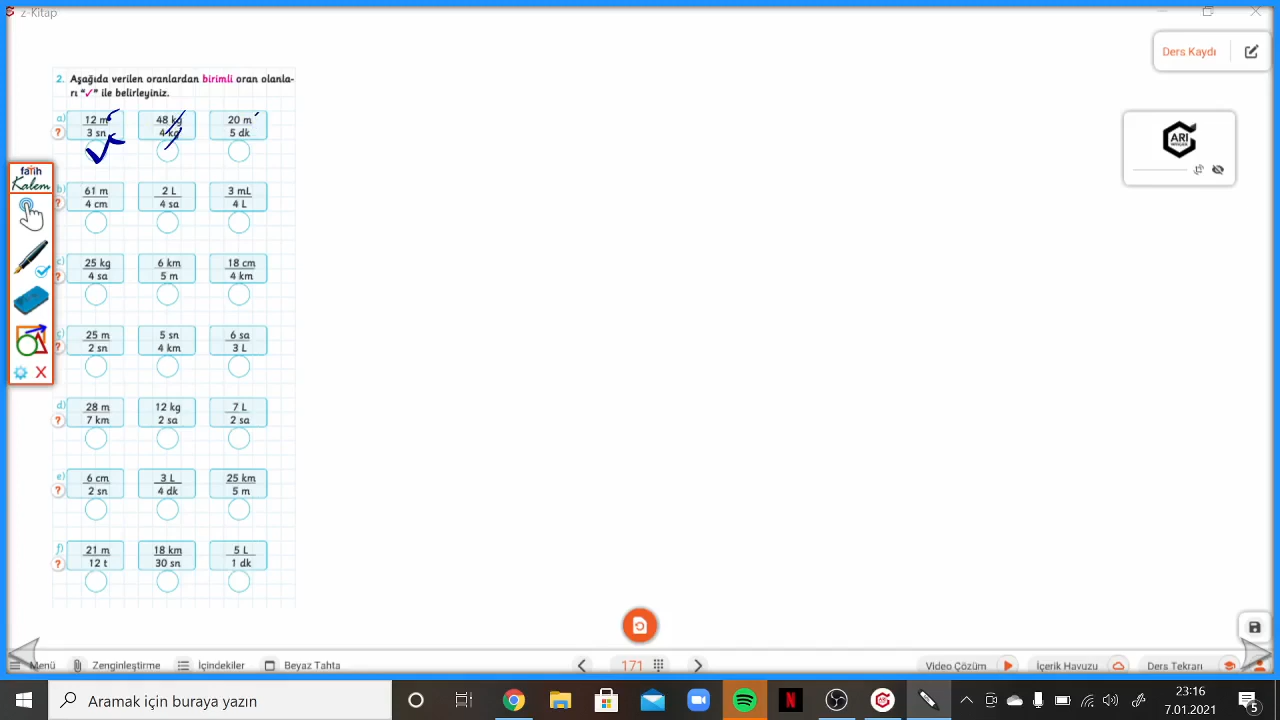 z-Kitap
Ders Kaydı
2. Aşağıda verilen oranlardan birimli oran olanla-
rı “✓” ile belirleyiniz.
a) 12 m 48 kg 20 m
? 3 sn 4 kg 5 dk
ARI
fatih
Kalem
b) 61 m 2 L 3 mL
? 4 cm 4 sa 4 L
c) 25 kg 6 km 18 cm
? 4 sa 5 m 4 km
ç) 25 m 5 sn 6 sa
? 2 sn 4 km 3 L
d) 28 m 12 kg 7 L
? 7 km 2 sa 2 sa
e) 6 cm 3 L 25 km
? 2 sn 4 dk 5 m
f) 21 m 18 km 5 L
? 12 t 30 sn 1 dk
Menü Zenginleştirme İçindekiler Beyaz Tahta 171 Video Çözüm İçerik Havuzu Ders Tekrarı
Aramak için buraya yazın
23:16
7.01.2021
5